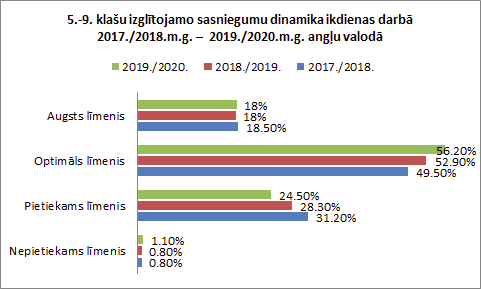 5.-9. klašu izglītojamo sasniegumu dinamika ikdienas darbā
2017./2018.m.g. – 2019./2020.m.g. angļu valodā
2019./2020. 2018./2019. 2017./2018.
Augsts līmenis
18%
18%
18.50%
Optimāls līmenis
56.20%
52.90%
49.50%
Pietiekams līmenis
24.50%
28.30%
31.20%
Nepietiekams līmenis
1.10%
0.80%
0.80%